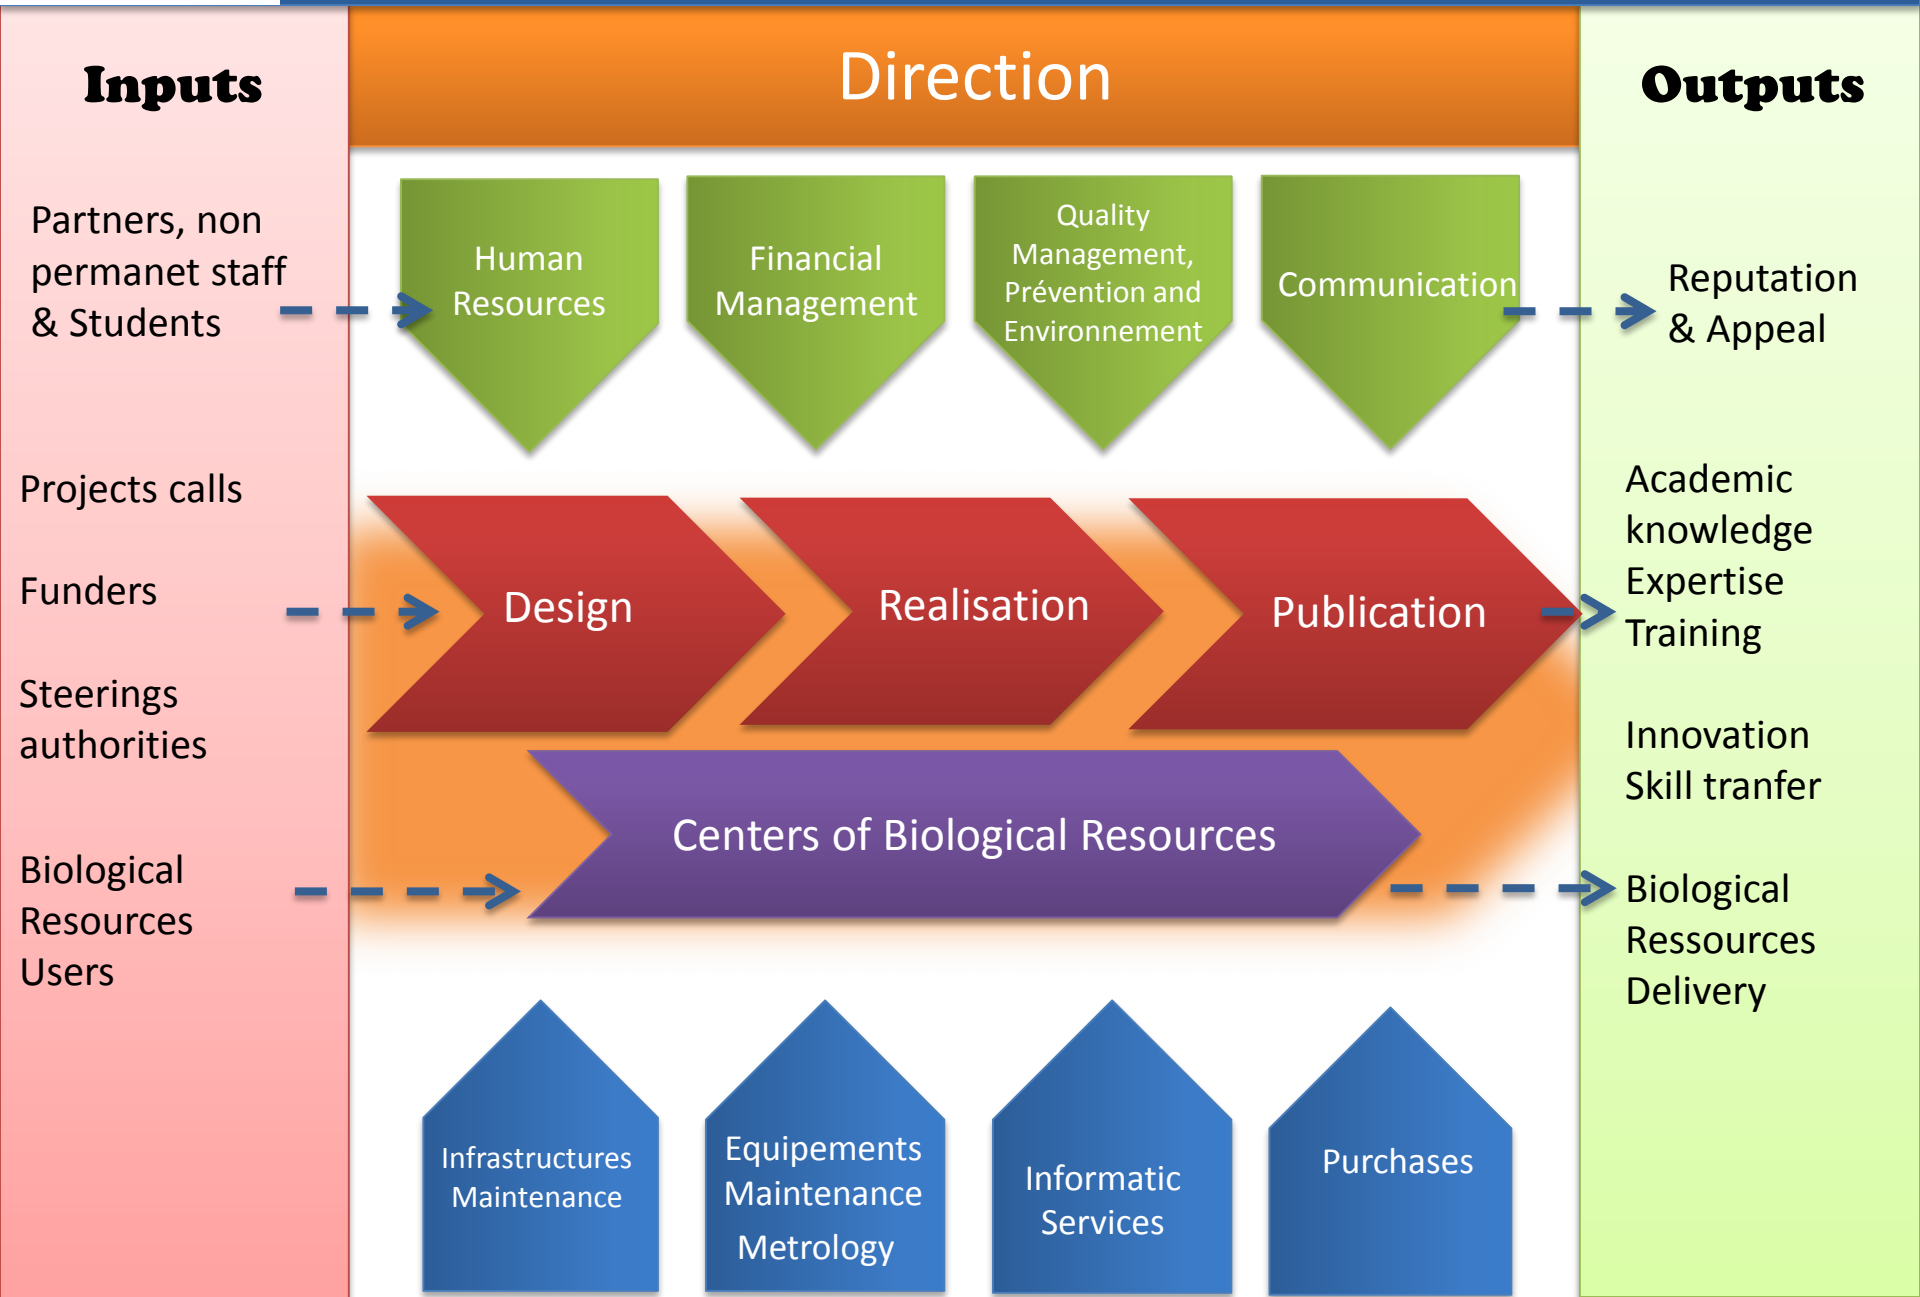 Inputs
Direction
Outputs
Partners, non
permanet staff
& Students
Human
Resources
Financial
Management
Quality
Management,
Prévention and
Environnement
Communication
Reputation
& Appeal
Projects calls
Funders
Steerings
authorities
Design
Realisation
Publication
Academic
knowledge
Expertise
Training
Innovation
Skill tranfer
Biological
Resources
Users
Centers of Biological Resources
Biological
Ressources
Delivery
Infrastructures
Maintenance
Equipements
Maintenance
Metrology
Informatic
Services
Purchases